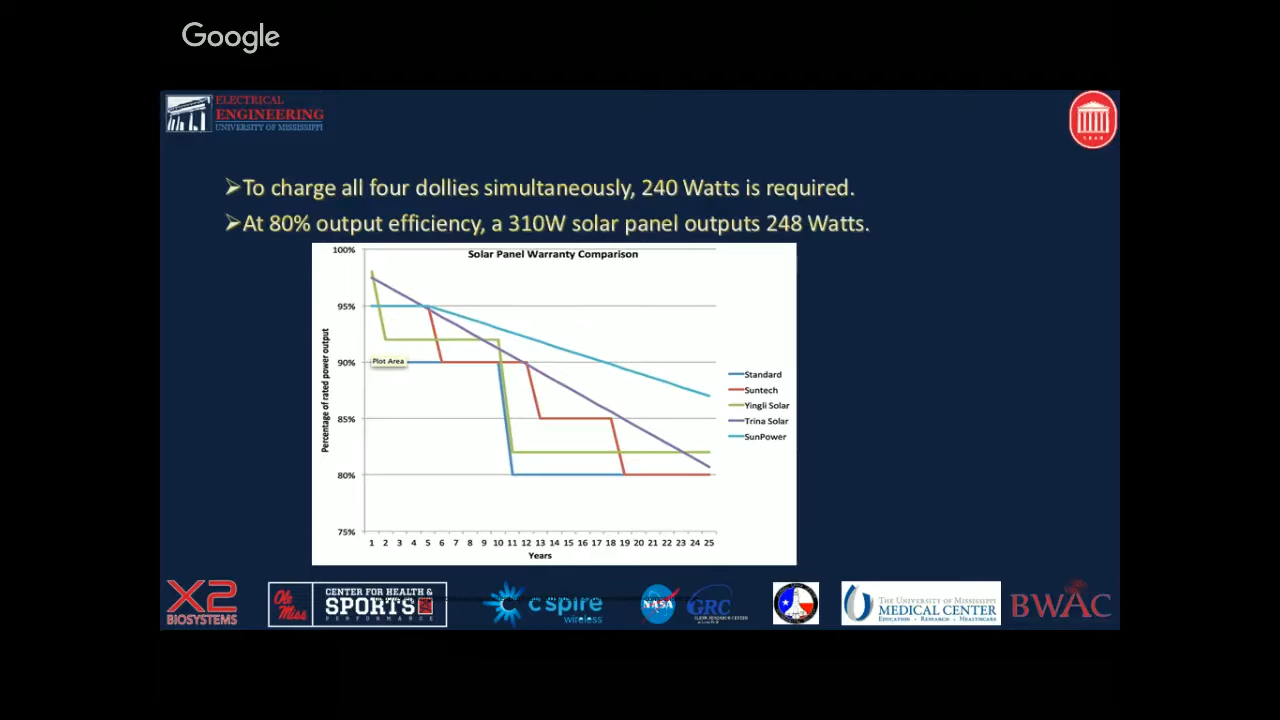 Google
ELECTRICAL
ENGINEERING
UNIVERSITY OF MISSISSIPPI
1848
➢To charge all four dollies simultaneously, 240 Watts is required.
➢At 80% output efficiency, a 310W solar panel outputs 248 Watts.
Solar Panel Warranty Comparison
100%
95%
90%
85%
80%
75%
Percentage of rated power output
Plot Area
1 2 3 4 5 6 7 8 9 10 11 12 13 14 15 16 17 18 19 20 21 22 23 24 25
Years
Standard
Suntech
Yingli Solar
Trina Solar
SunPower
X2
BIOSYSTEMS
Ole
Miss
CENTER FOR HEALTH &
SPORTS
PERFORMANCE
c spire
wireless
NASA
GRC
THE UNIVERSITY OF MISSISSIPPI
MEDICAL CENTER
EDUCATION • RESEARCH • HEALTHCARE
BWAC